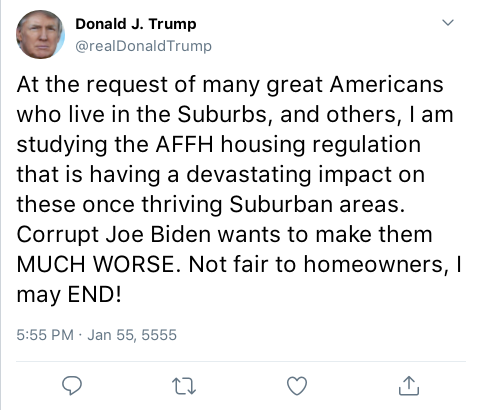 Donald J. Trump
@realDonaldTrump
At the request of many great Americans
who live in the Suburbs, and others, I am
studying the AFFH housing regulation
that is having a devastating impact on
these once thriving Suburban areas.
Corrupt Joe Biden wants to make them
MUCH WORSE. Not fair to homeowners, I
may END!
5:55 PM · Jan 55, 5555